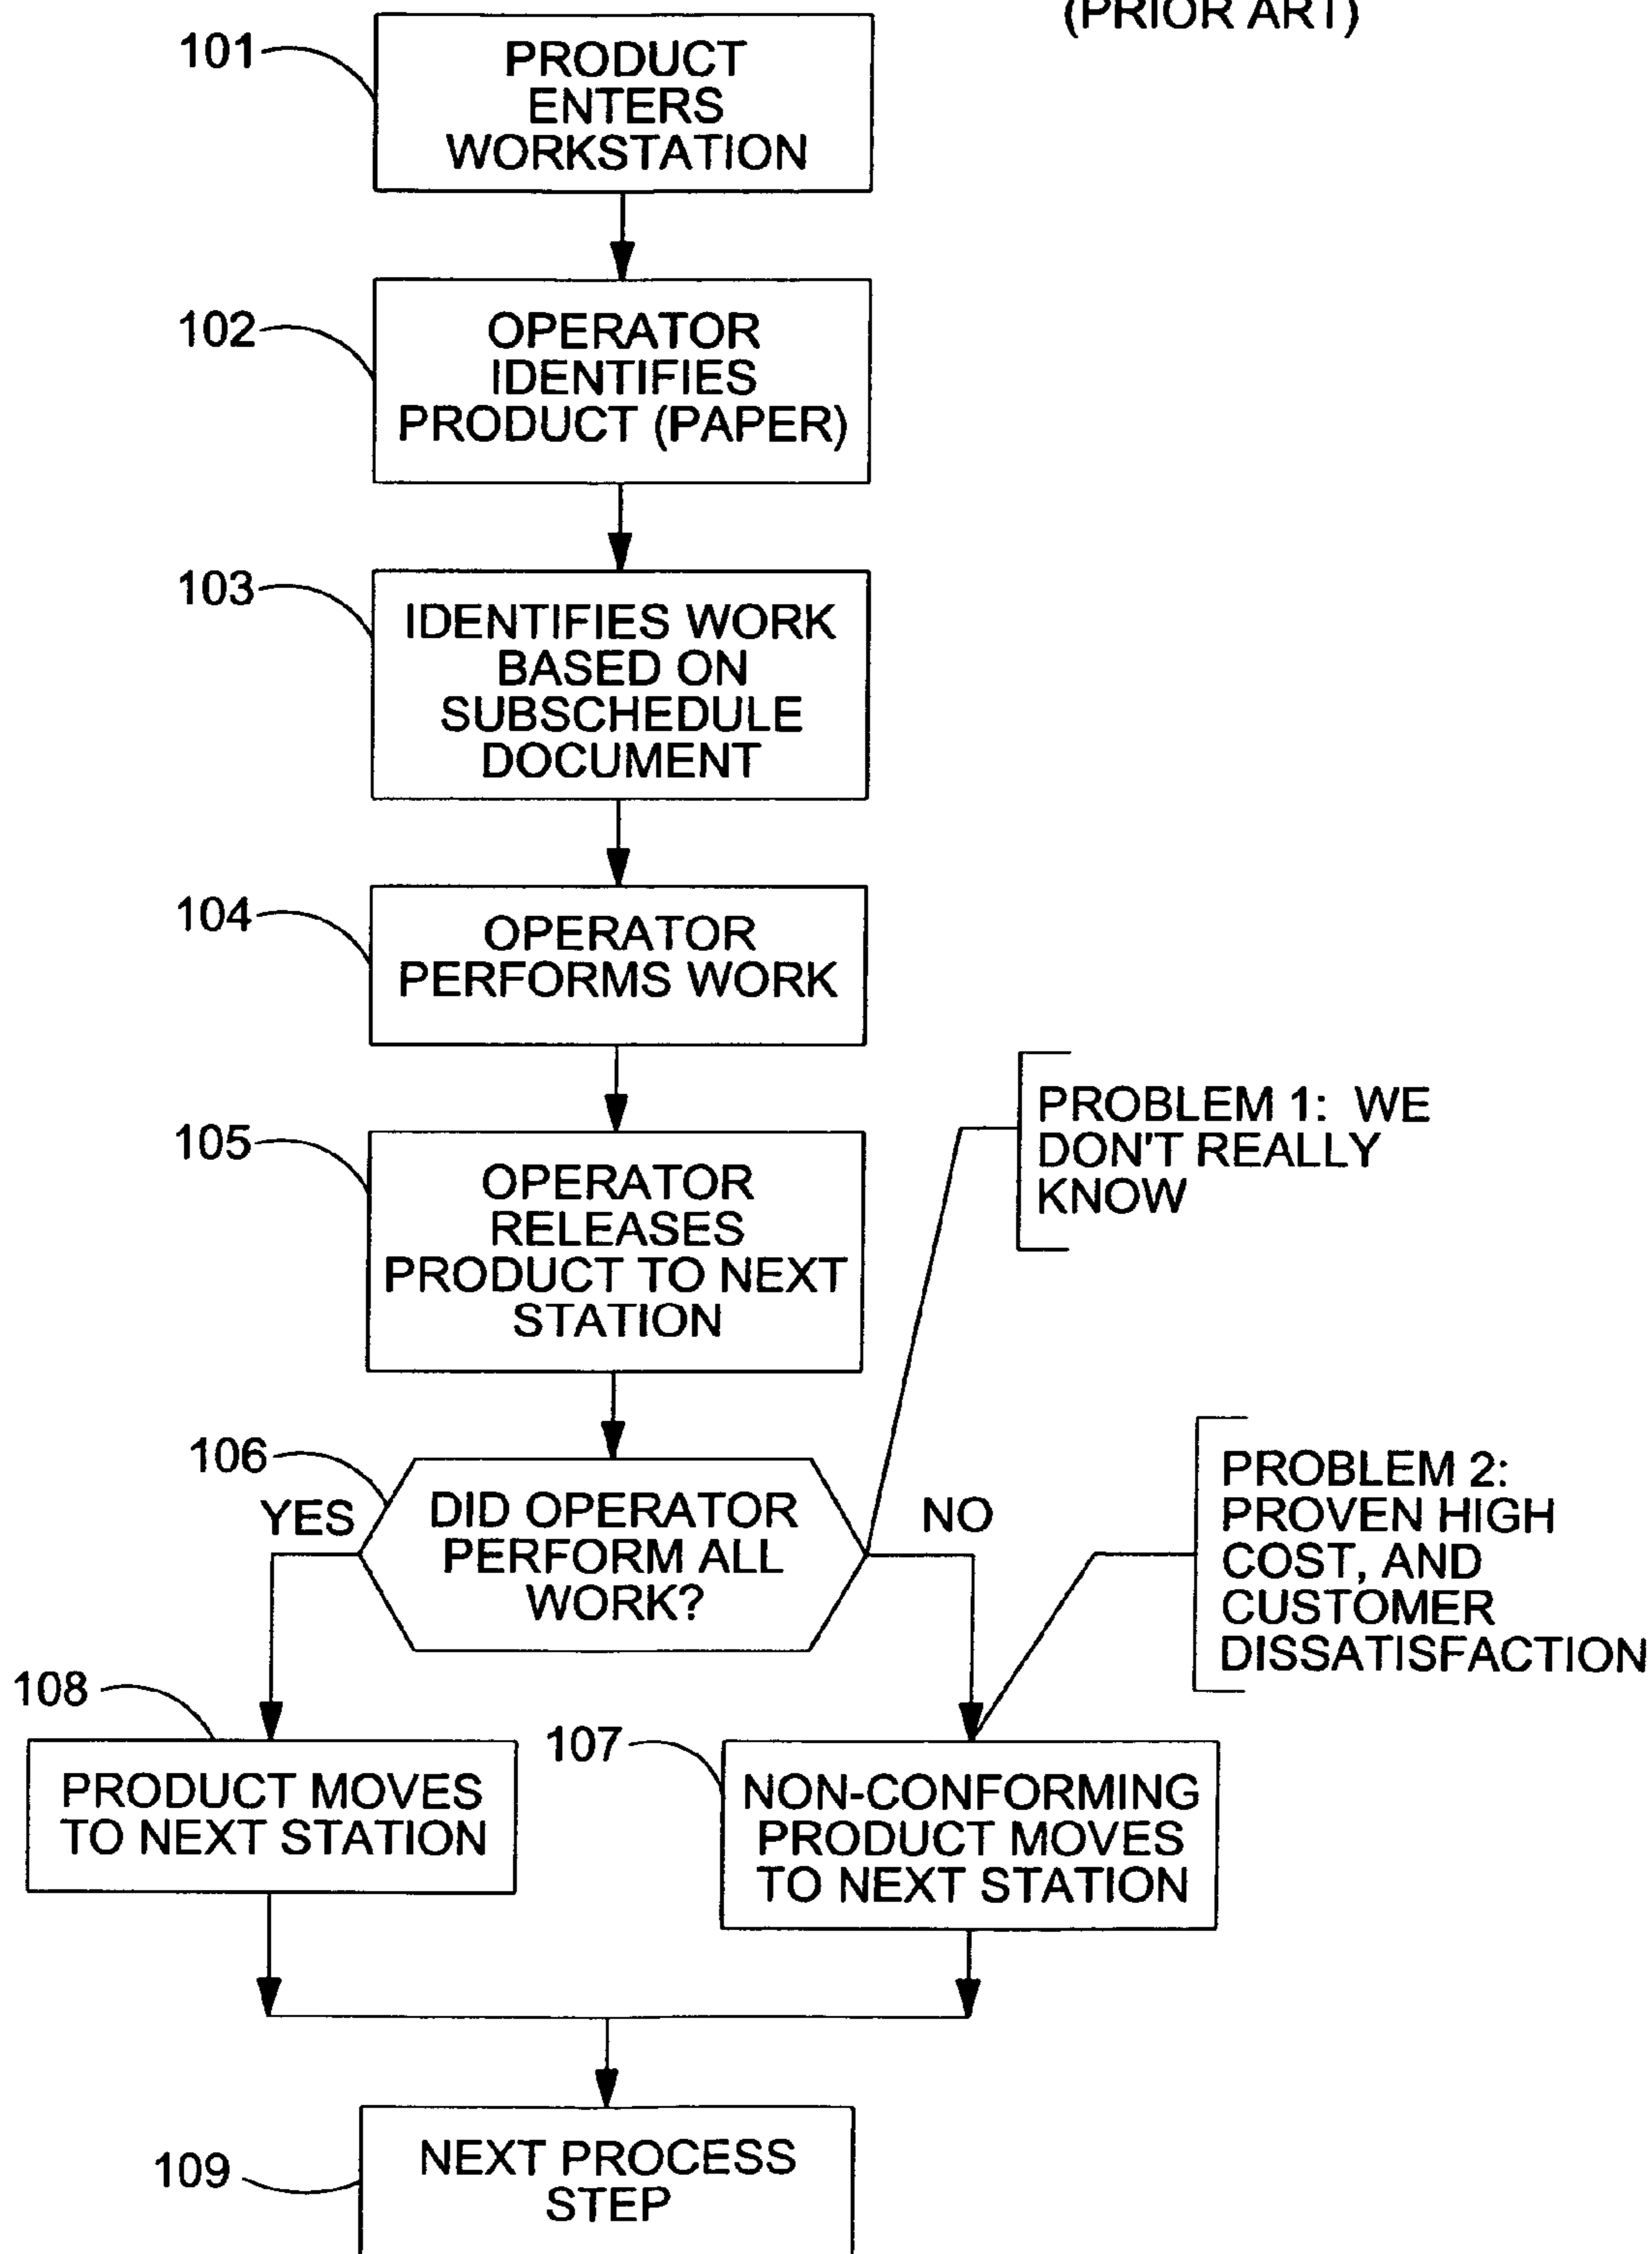 (PRIOR ART)
101
PRODUCT
ENTERS
WORKSTATION
102
OPERATOR
IDENTIFIES
PRODUCT (PAPER)
103
IDENTIFIES WORK
BASED ON
SUBSCHEDULE
DOCUMENT
104
OPERATOR
PERFORMS WORK
105
OPERATOR
RELEASES
PRODUCT TO NEXT
STATION
PROBLEM 1: WE
DON'T REALLY
KNOW
106
YES
DID OPERATOR
PERFORM ALL
WORK?
NO
PROBLEM 2:
PROVEN HIGH
COST, AND
CUSTOMER
DISSATISFACTION
108
PRODUCT MOVES
TO NEXT STATION
107
NON-CONFORMING
PRODUCT MOVES
TO NEXT STATION
109
NEXT PROCESS
STEP